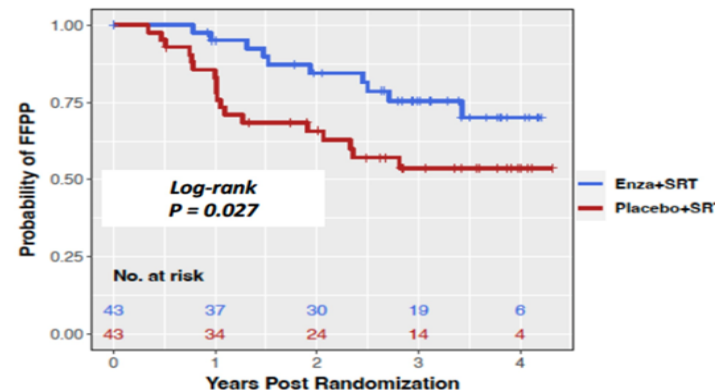 1.00
0.75
0.50
0.25
0.00
Probability of FFPP
Log-rank
P = 0.027
No. at risk
43 37 30 19 6
43 34 24 14 4
0 1 2 3 4
Years Post Randomization
Enza+SRT
Placebo+SRT